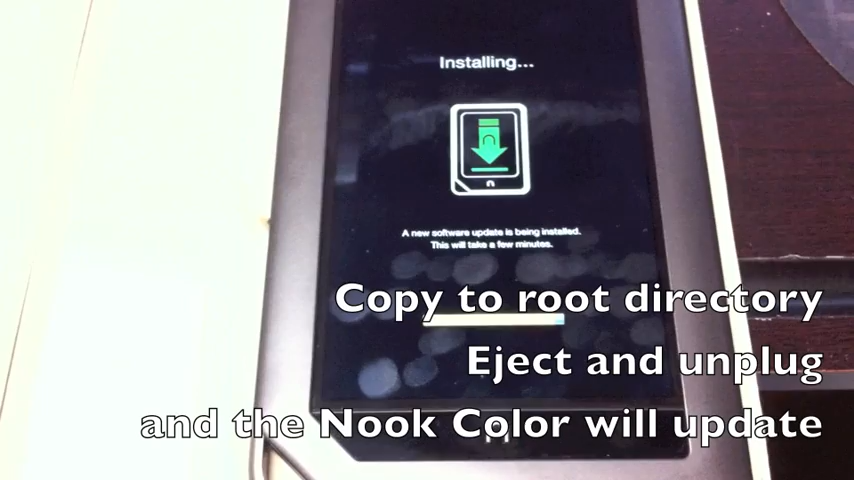 Installing...
A new software update is being installed.
This will take a few minutes.
Copy to root directory
Eject and unplug
and the Nook Color will update